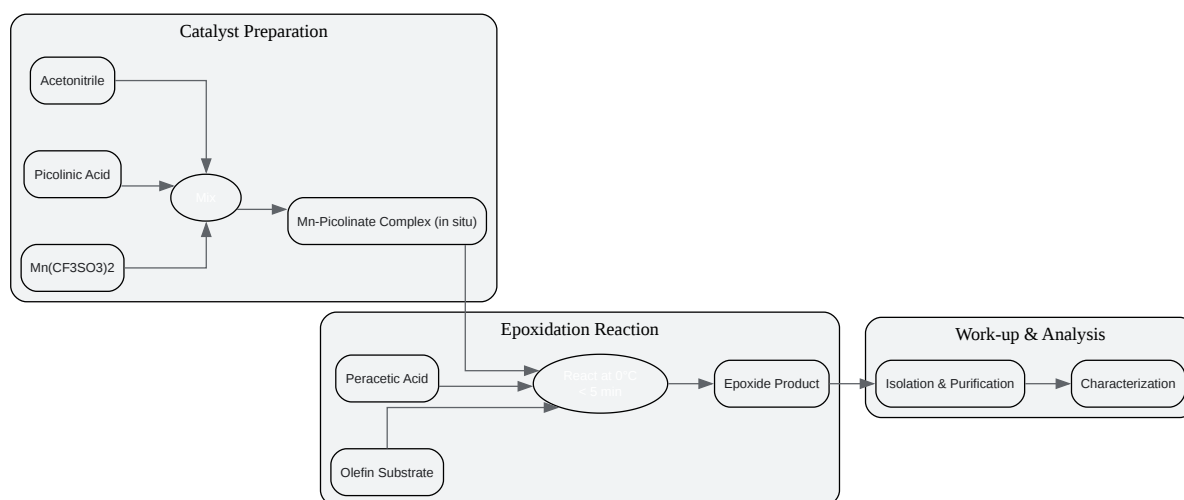 Catalyst Preparation
Acetonitrile
Picolinic Acid
Mix
Mn-Picolinate Complex (in situ)
Mn(CF3SO3)2
Epoxidation Reaction
Peracetic Acid
React at 0°C
< 5 min
Epoxide Product
Olefin Substrate
Work-up & Analysis
Isolation & Purification
Characterization